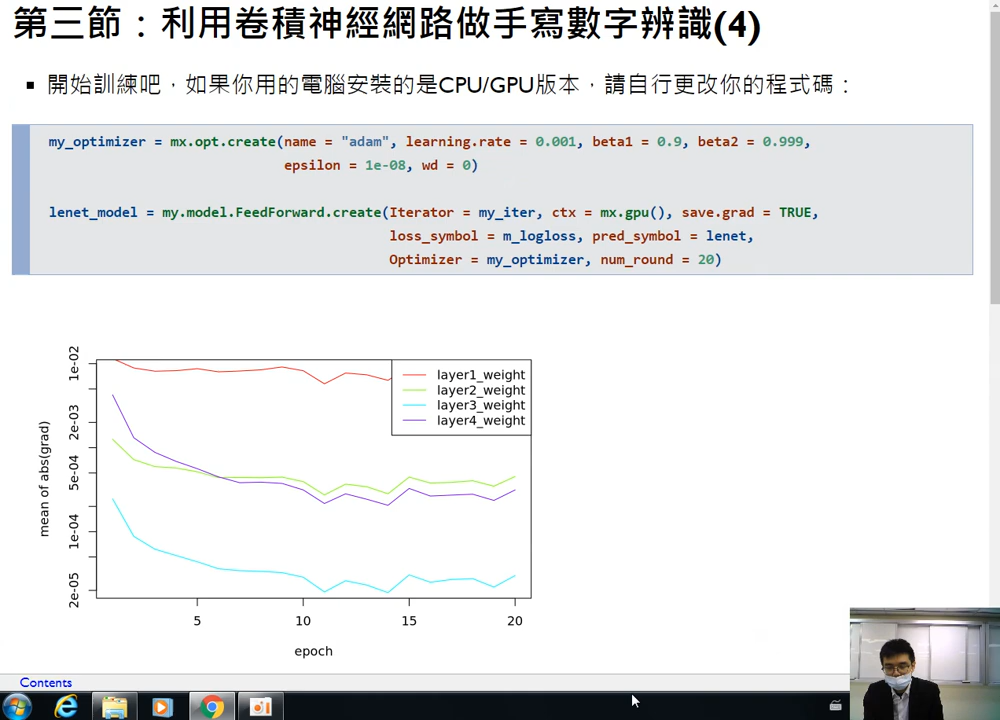 第三節：利用卷積神經網路做手寫數字辨識(4)
開始訓練吧，如果你用的電腦安裝的是CPU/GPU版本，請自行更改你的程式碼：
my_optimizer = mx.opt.create(name = "adam", learning.rate = 0.001, beta1 = 0.9, beta2 = 0.999,
epsilon = 1e-08, wd = 0)
lenet_model = my.model.FeedForward.create(Iterator = my_iter, ctx = mx.gpu(), save.grad = TRUE,
loss_symbol = m_logloss, pred_symbol = lenet,
Optimizer = my_optimizer, num_round = 20)
mean of abs(grad)
1e-02
2e-03
5e-04
1e-04
2e-05
layer1_weight
layer2_weight
layer3_weight
layer4_weight
5 10 15 20
epoch
Contents